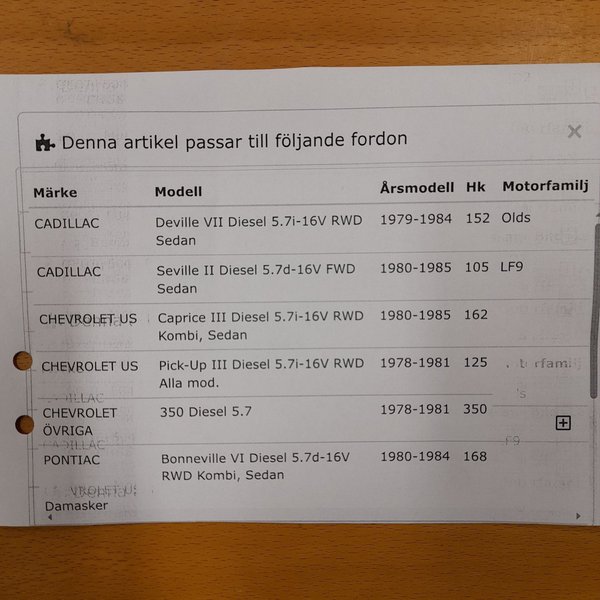 Denna artikel passar till följande fordon
Märke Modell Årsmodell Hk Motorfamilj
CADILLAC Deville VII Diesel 5.7i-16V RWD 1979-1984 152 Olds
Sedan
CADILLAC Seville II Diesel 5.7d-16V FWD 1980-1985 105 LF9
Sedan
CHEVROLET US Caprice III Diesel 5.7i-16V RWD 1980-1985 162
Kombi, Sedan
CHEVROLET US Pick-Up III Diesel 5.7i-16V RWD 1978-1981 125
Alla mod.
CHEVROLET 350 Diesel 5.7 1978-1981 350
ÖVRIGA
PONTIAC Bonneville VI Diesel 5.7d-16V 1980-1984 168
RWD Kombi, Sedan
Damasker